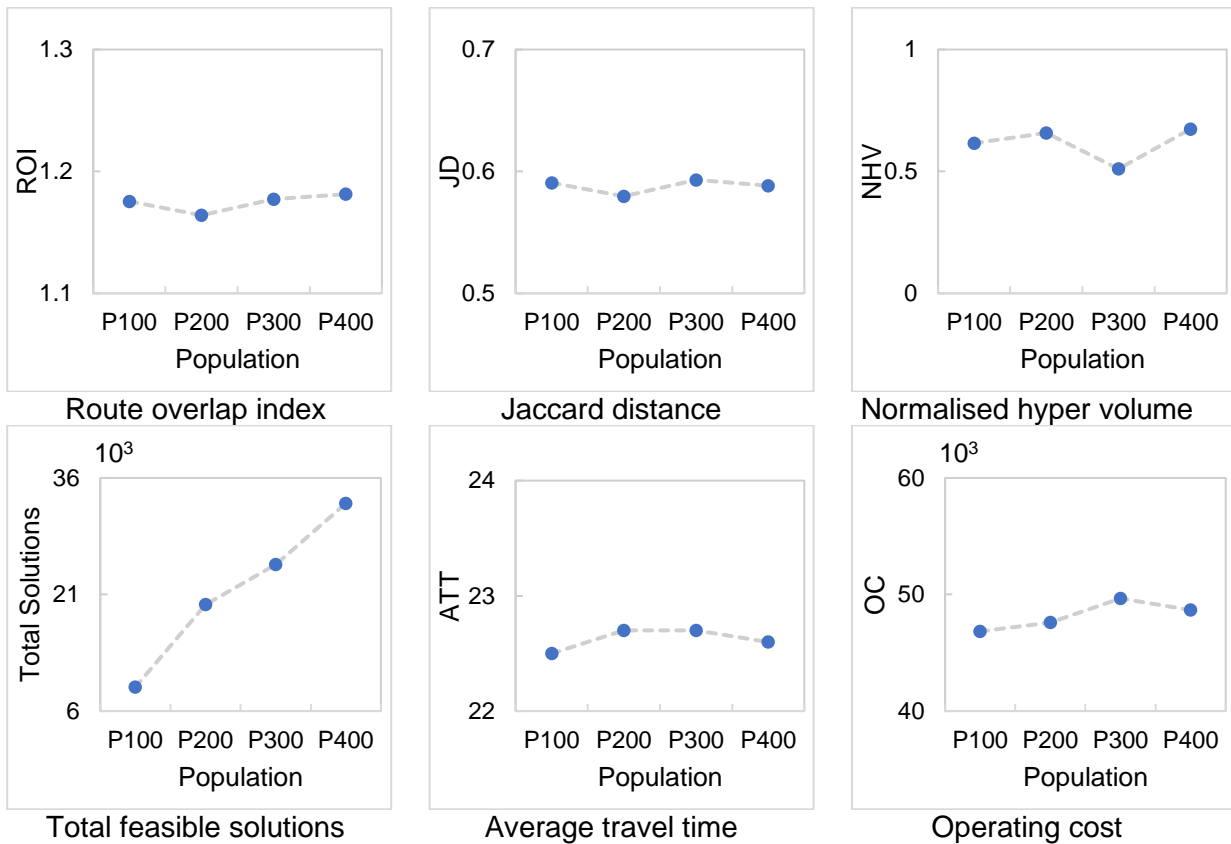 1.3
1.2
1.1
ROI
P100 P200 P300 P400
Population
Route overlap index
0.7
0.6
0.5
JD
P100 P200 P300 P400
Population
Jaccard distance
1
0.5
0
NHV
P100 P200 P300 P400
Population
Normalised hyper volume
10³
36
21
6
Total Solutions
P100 P200 P300 P400
Population
Total feasible solutions
24
23
22
ATT
P100 P200 P300 P400
Population
Average travel time
10³
60
50
40
OC
P100 P200 P300 P400
Population
Operating cost